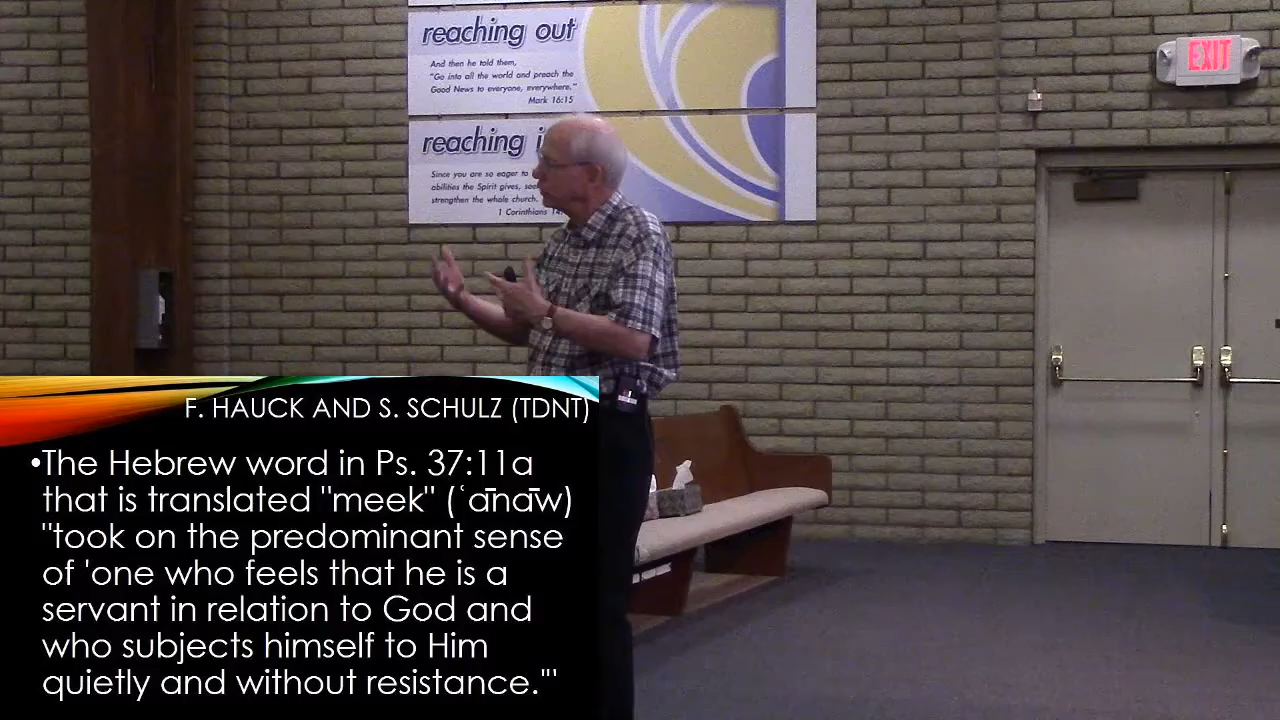 reaching out
And then he told them,
"Go into all the world and preach the
Good News to everyone, everywhere."
Mark 16:15
EXIT
reaching
Since you are so eager to
abilities the Spirit gives,
strengthen the whole church.
1 Corinthians
F. HAUCK AND S. SCHULZ (TDNT)
•The Hebrew word in Ps. 37:11a
that is translated "meek" (ʿānāw)
"took on the predominant sense
of 'one who feels that he is a
servant in relation to God and
who subjects himself to Him
quietly and without resistance.'"